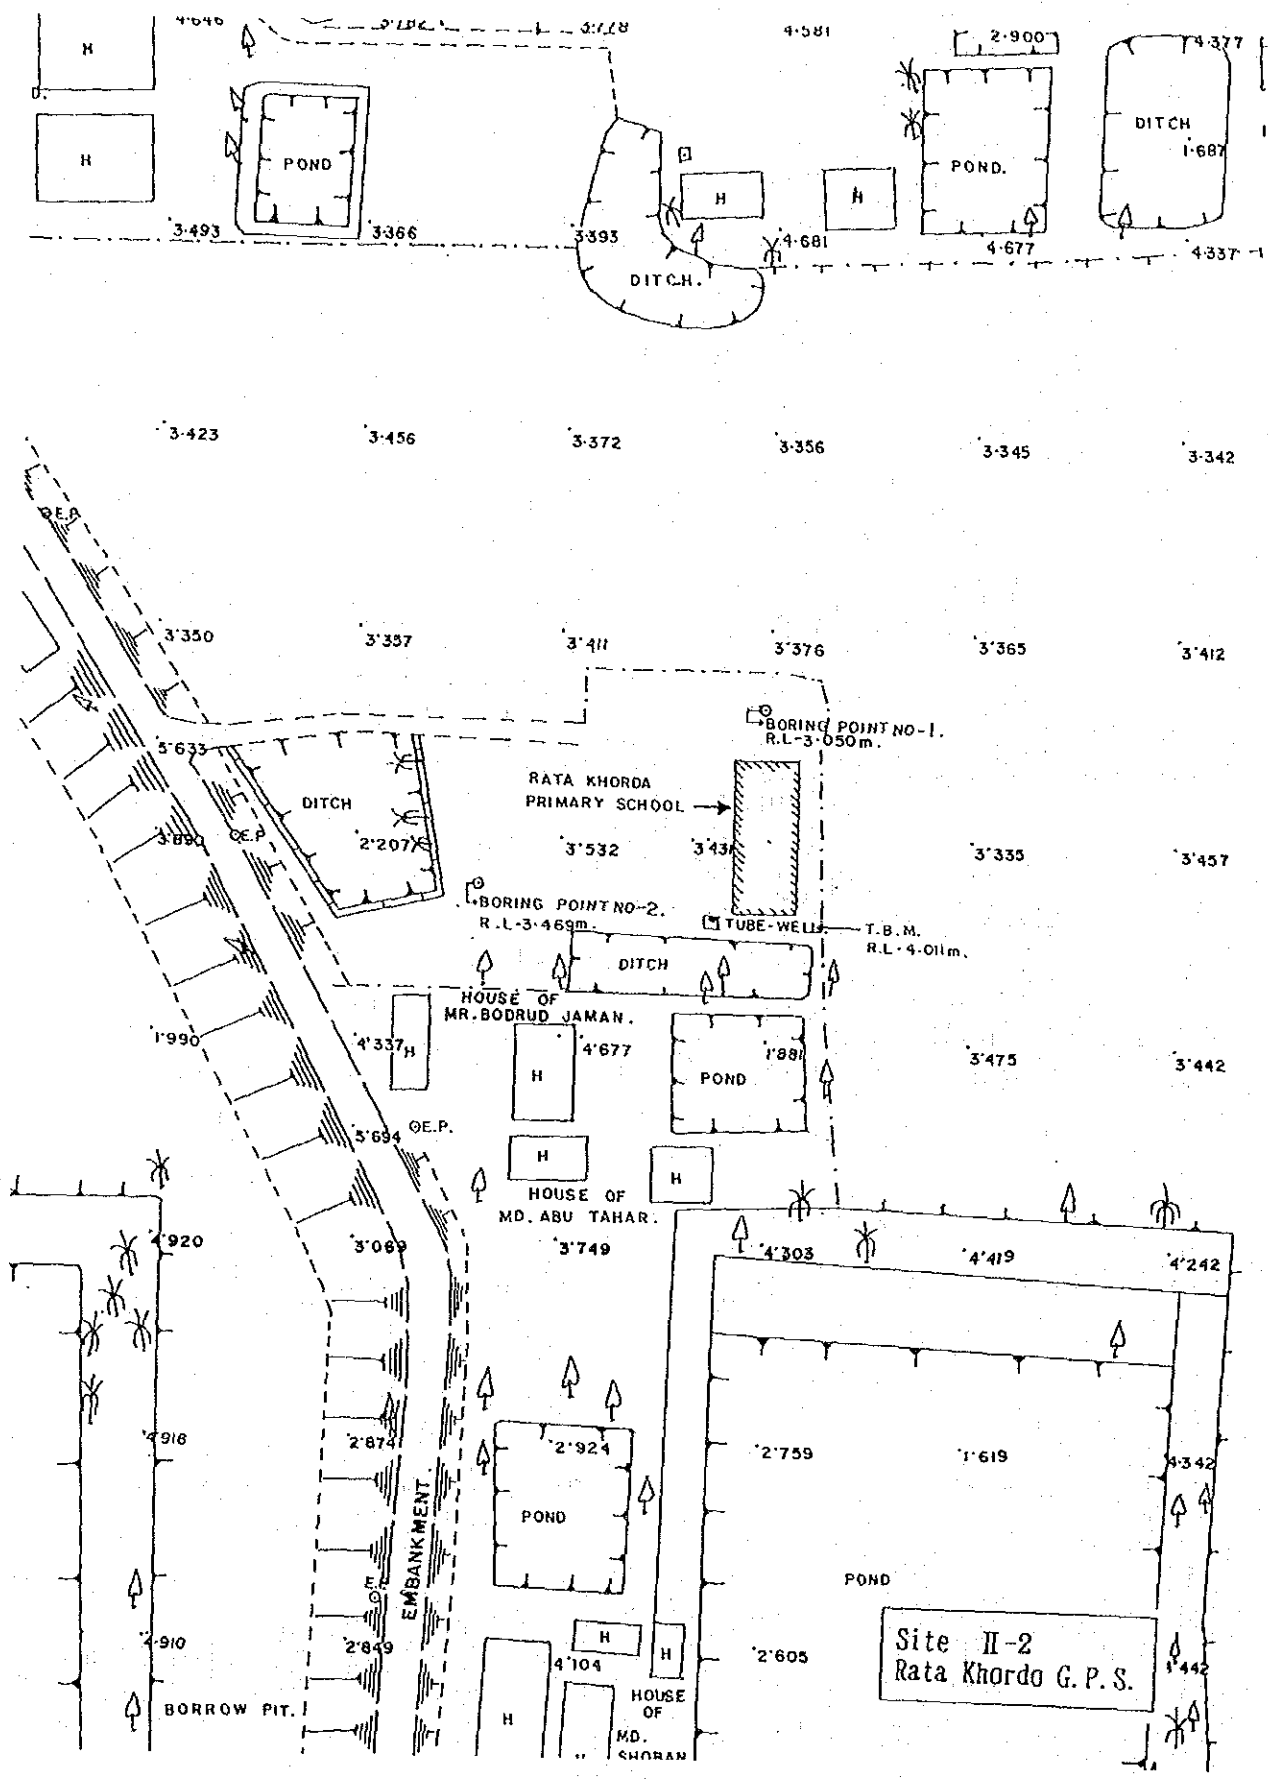 4.646
3.782
3.778
4.581
2.900
4.377
H
H
POND
DITCH
1.687
POND.
H
H
3.493
3.366
3.393
4.681
4.677
4.337
DITCH.
3.423
3.456
3.372
3.356
3.345
3.342
E.P.
3.350
3.357
3.411
3.376
3.365
3.412
BORING POINT NO-1.
R.L-3.050m.
5.633
RATA KHORDA
PRIMARY SCHOOL
DITCH
3.890
E.P
2.207
3.532
3.431
3.335
3.457
BORING POINT NO-2.
R.L-3.469m.
TUBE-WELL
T.B.M.
R.L.4.011m.
DITCH
HOUSE OF
MR. BODRUD JAMAN.
1.990
4.337
H
4.677
1.881
3.475
3.442
H
POND
5.694
E.P.
H
H
HOUSE OF
MD. ABU TAHAR.
4.920
3.089
3.749
4.303
4.419
4.242
4.918
2.874
2.924
2.759
1.619
4.342
EMBANKMENT.
POND
POND
E.P.
4.910
2.849
H
4.104
H
2.605
Site II-2
Rata Khordo G.P.S.
1.442
BORROW PIT.
H
HOUSE
OF
MD.
SHOBAN